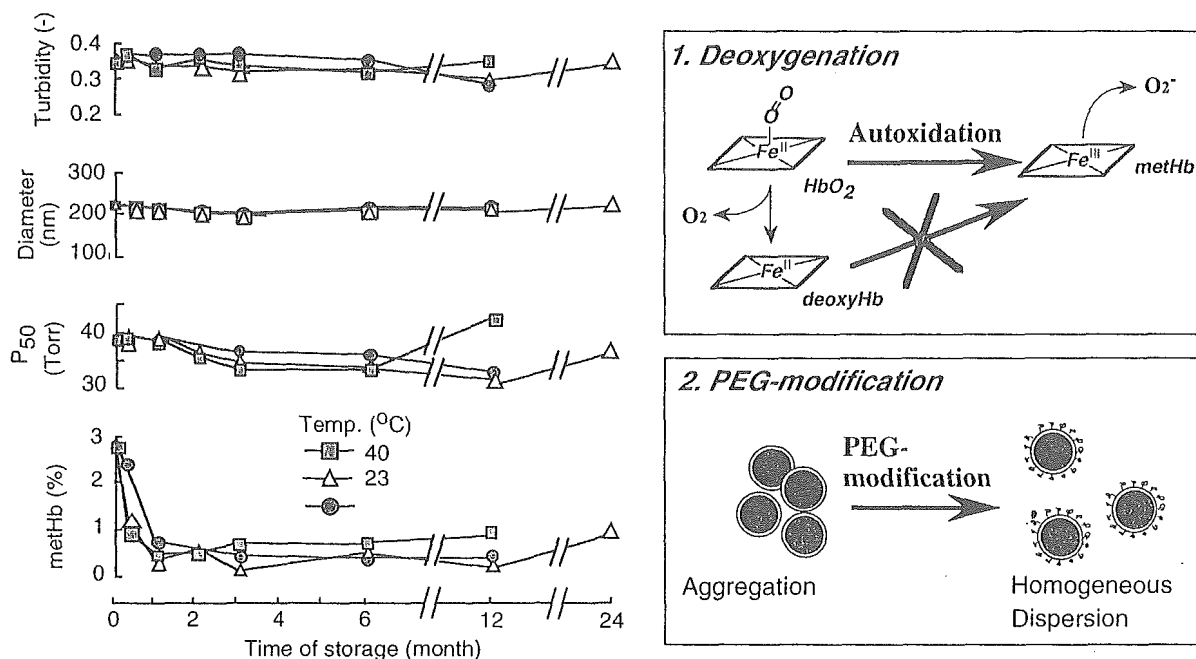 Turbidity (-)
0.4
0.3
0.2
Diameter
(nm)
300
200
100
P50
(Torr)
40
30
metHb (%)
3
2
1
0
Temp. (°C)
40
23
0
2
4
6
12
24
Time of storage (month)
1. Deoxygenation
O
O
Fe II
HbO2
Autoxidation
O2-
Fe III
metHb
O2
Fe II
deoxyHb
2. PEG-modification
PEG-
modification
Aggregation
Homogeneous
Dispersion